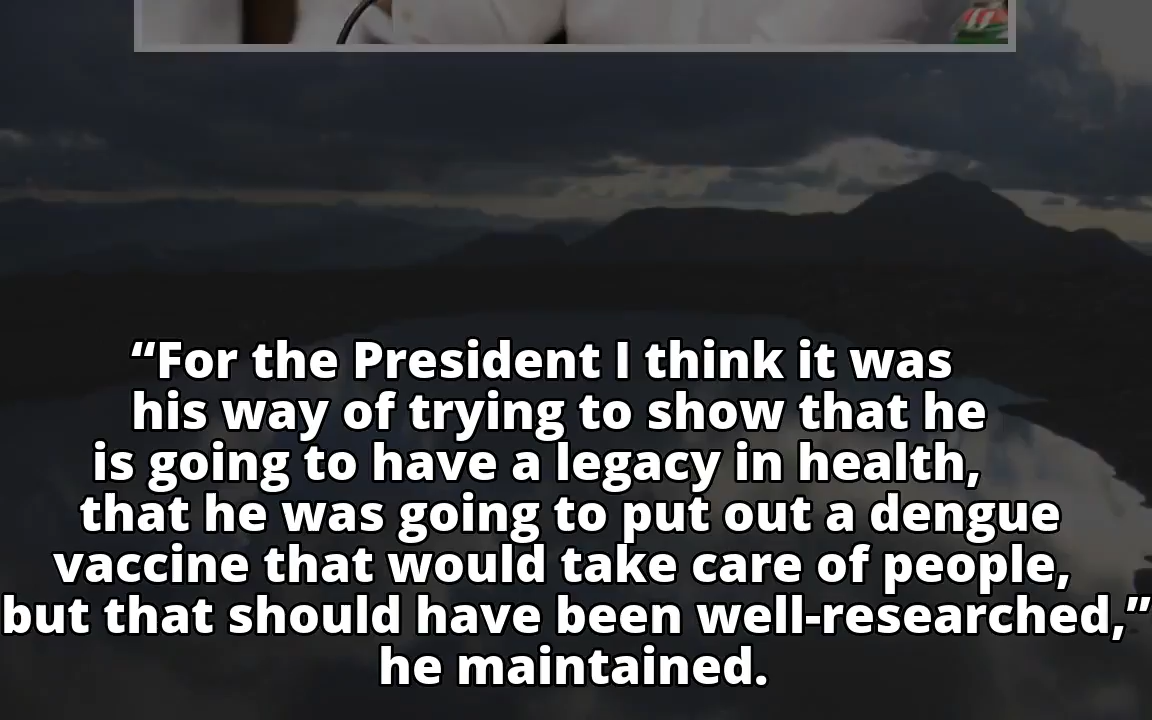 “For the President I think it was
his way of trying to show that he
is going to have a legacy in health,
that he was going to put out a dengue
vaccine that would take care of people,
but that should have been well-researched,”
he maintained.